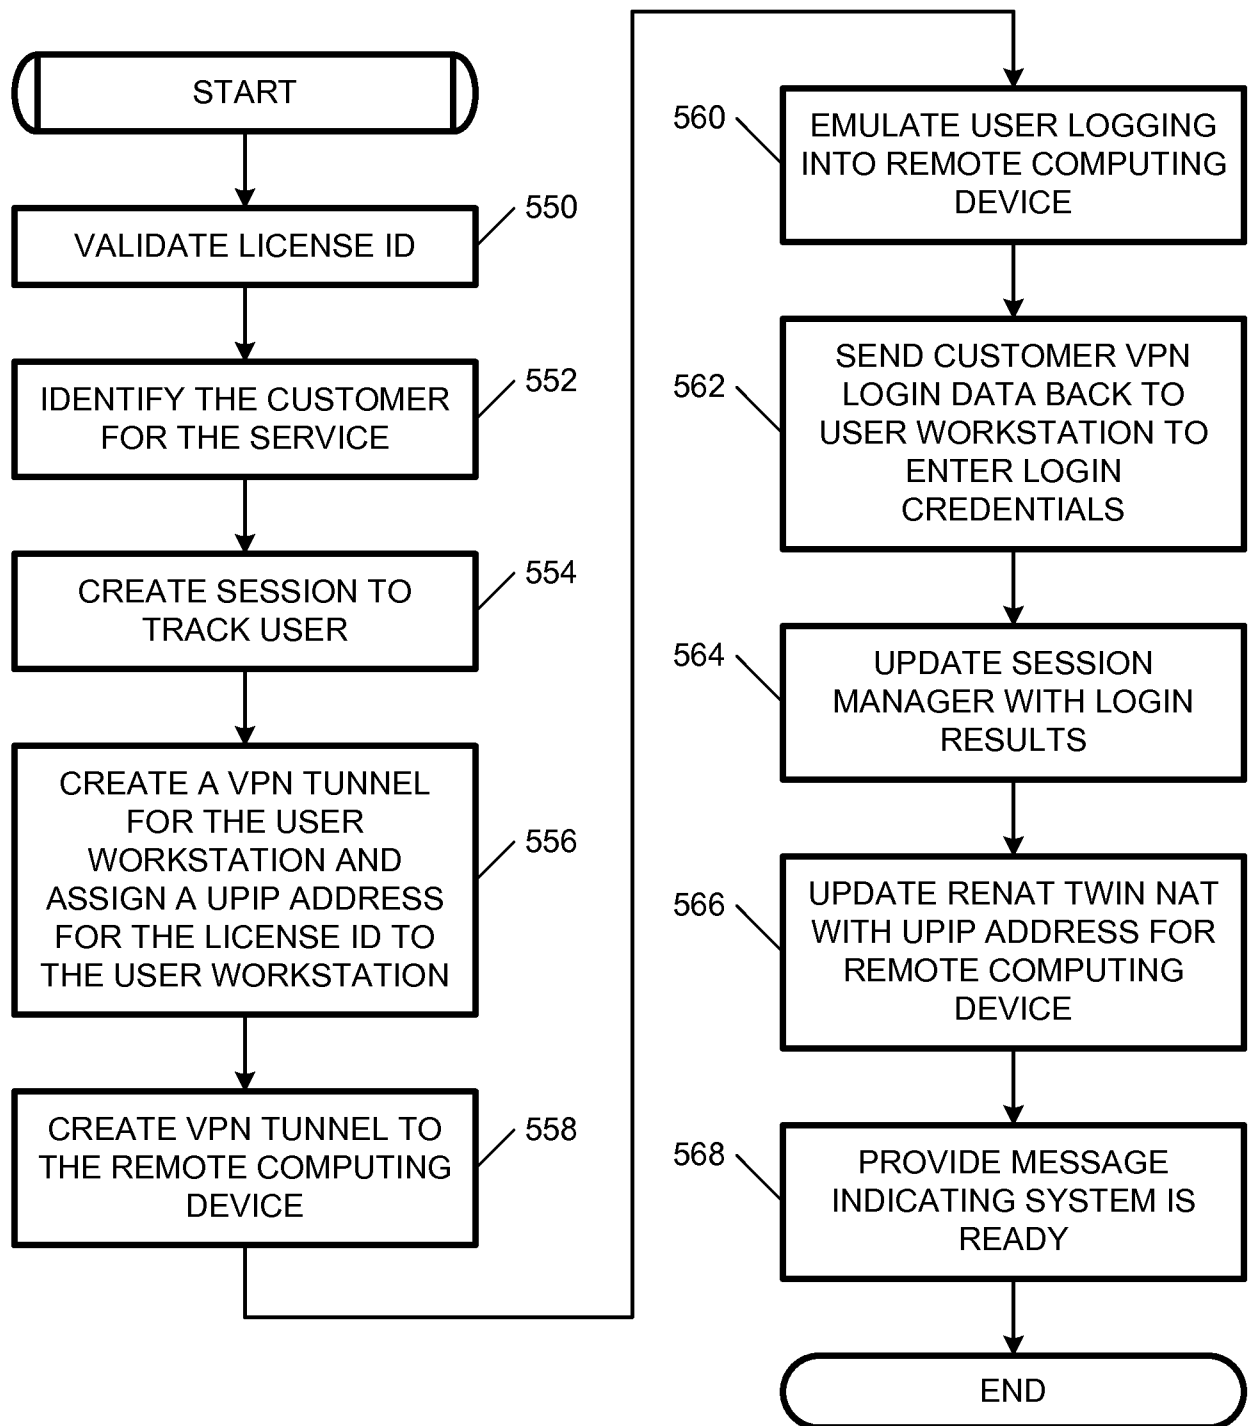 START
550
VALIDATE LICENSE ID
552
IDENTIFY THE CUSTOMER
FOR THE SERVICE
554
CREATE SESSION TO
TRACK USER
556
CREATE A VPN TUNNEL
FOR THE USER
WORKSTATION AND
ASSIGN A UPIP ADDRESS
FOR THE LICENSE ID TO
THE USER WORKSTATION
558
CREATE VPN TUNNEL TO
THE REMOTE COMPUTING
DEVICE
560
EMULATE USER LOGGING
INTO REMOTE COMPUTING
DEVICE
562
SEND CUSTOMER VPN
LOGIN DATA BACK TO
USER WORKSTATION TO
ENTER LOGIN
CREDENTIALS
564
UPDATE SESSION
MANAGER WITH LOGIN
RESULTS
566
UPDATE RENAT TWIN NAT
WITH UPIP ADDRESS FOR
REMOTE COMPUTING
DEVICE
568
PROVIDE MESSAGE
INDICATING SYSTEM IS
READY
END